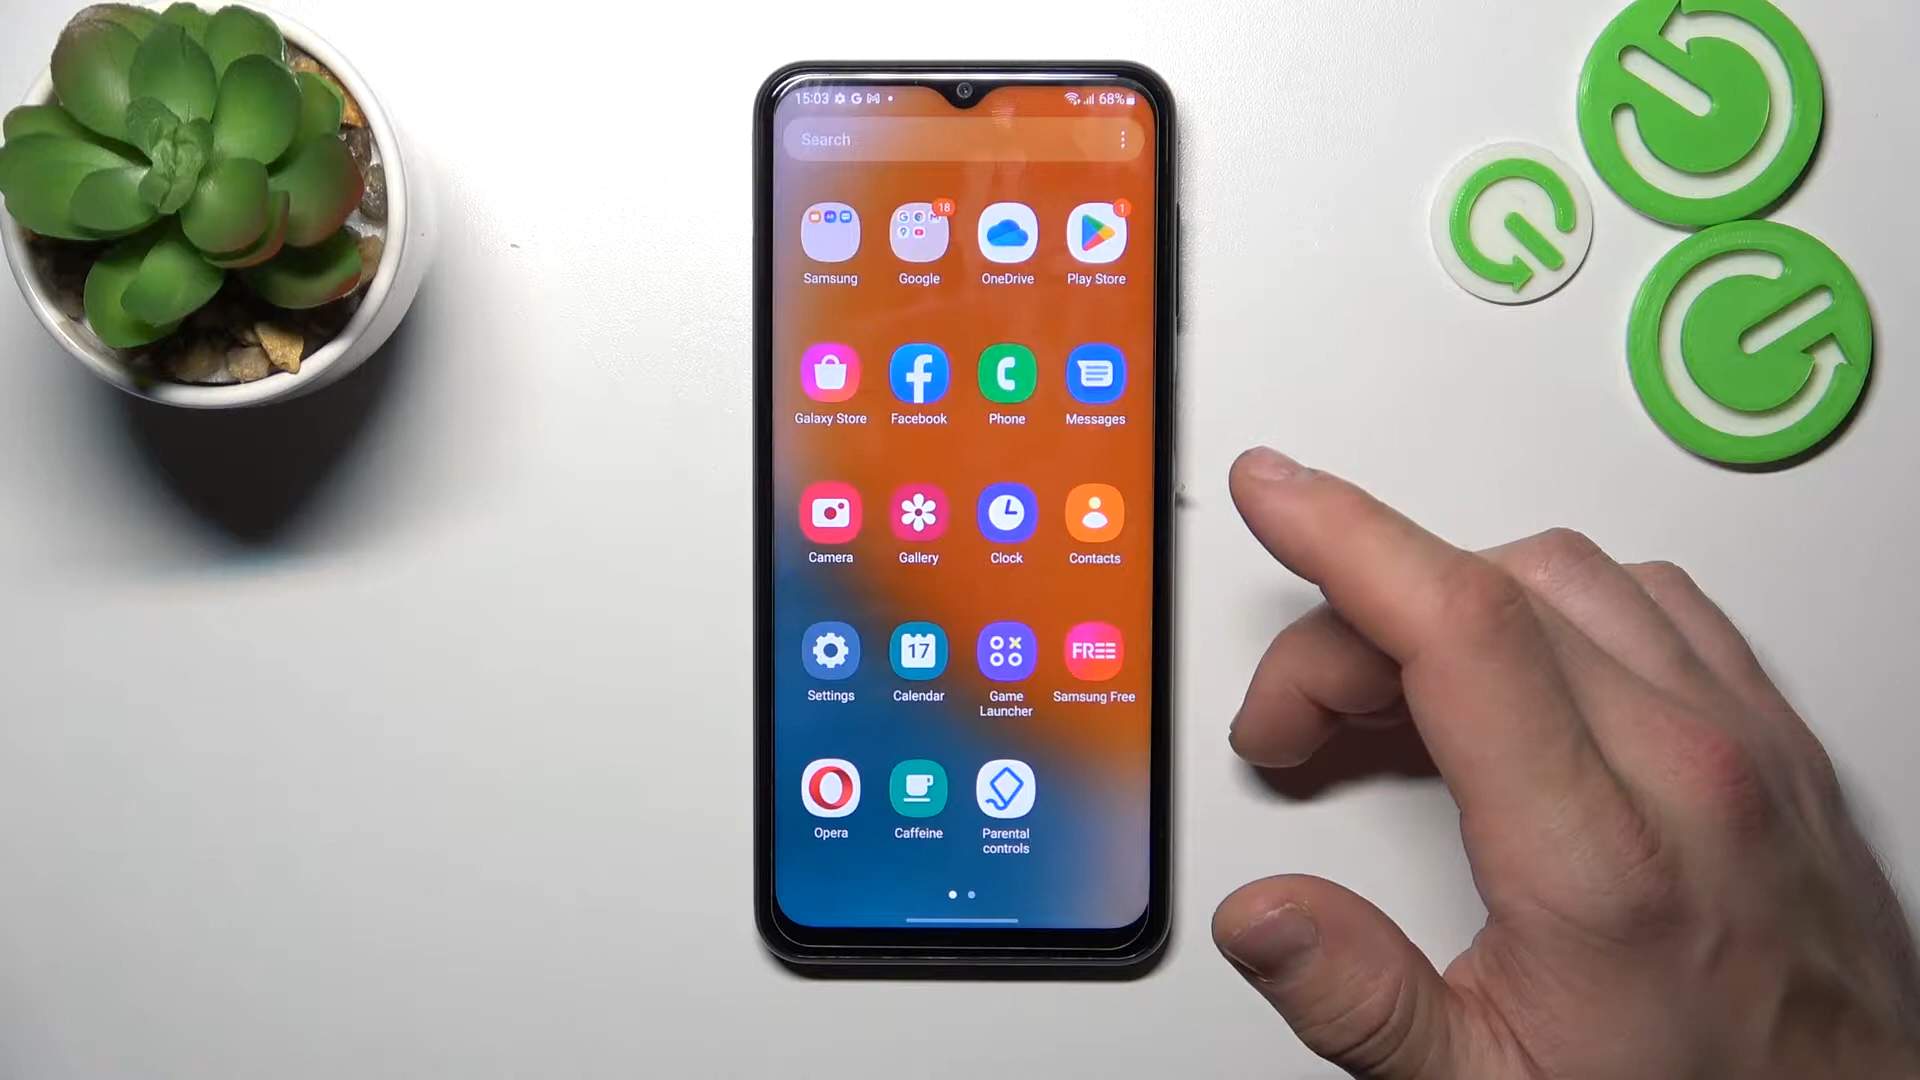 15:03 G M 68%
Search
18 1
Samsung Google OneDrive Play Store
Galaxy Store Facebook Phone Messages
Camera Gallery Clock Contacts
17 FREE
Settings Calendar Game Launcher Samsung Free
Opera Caffeine Parental controls